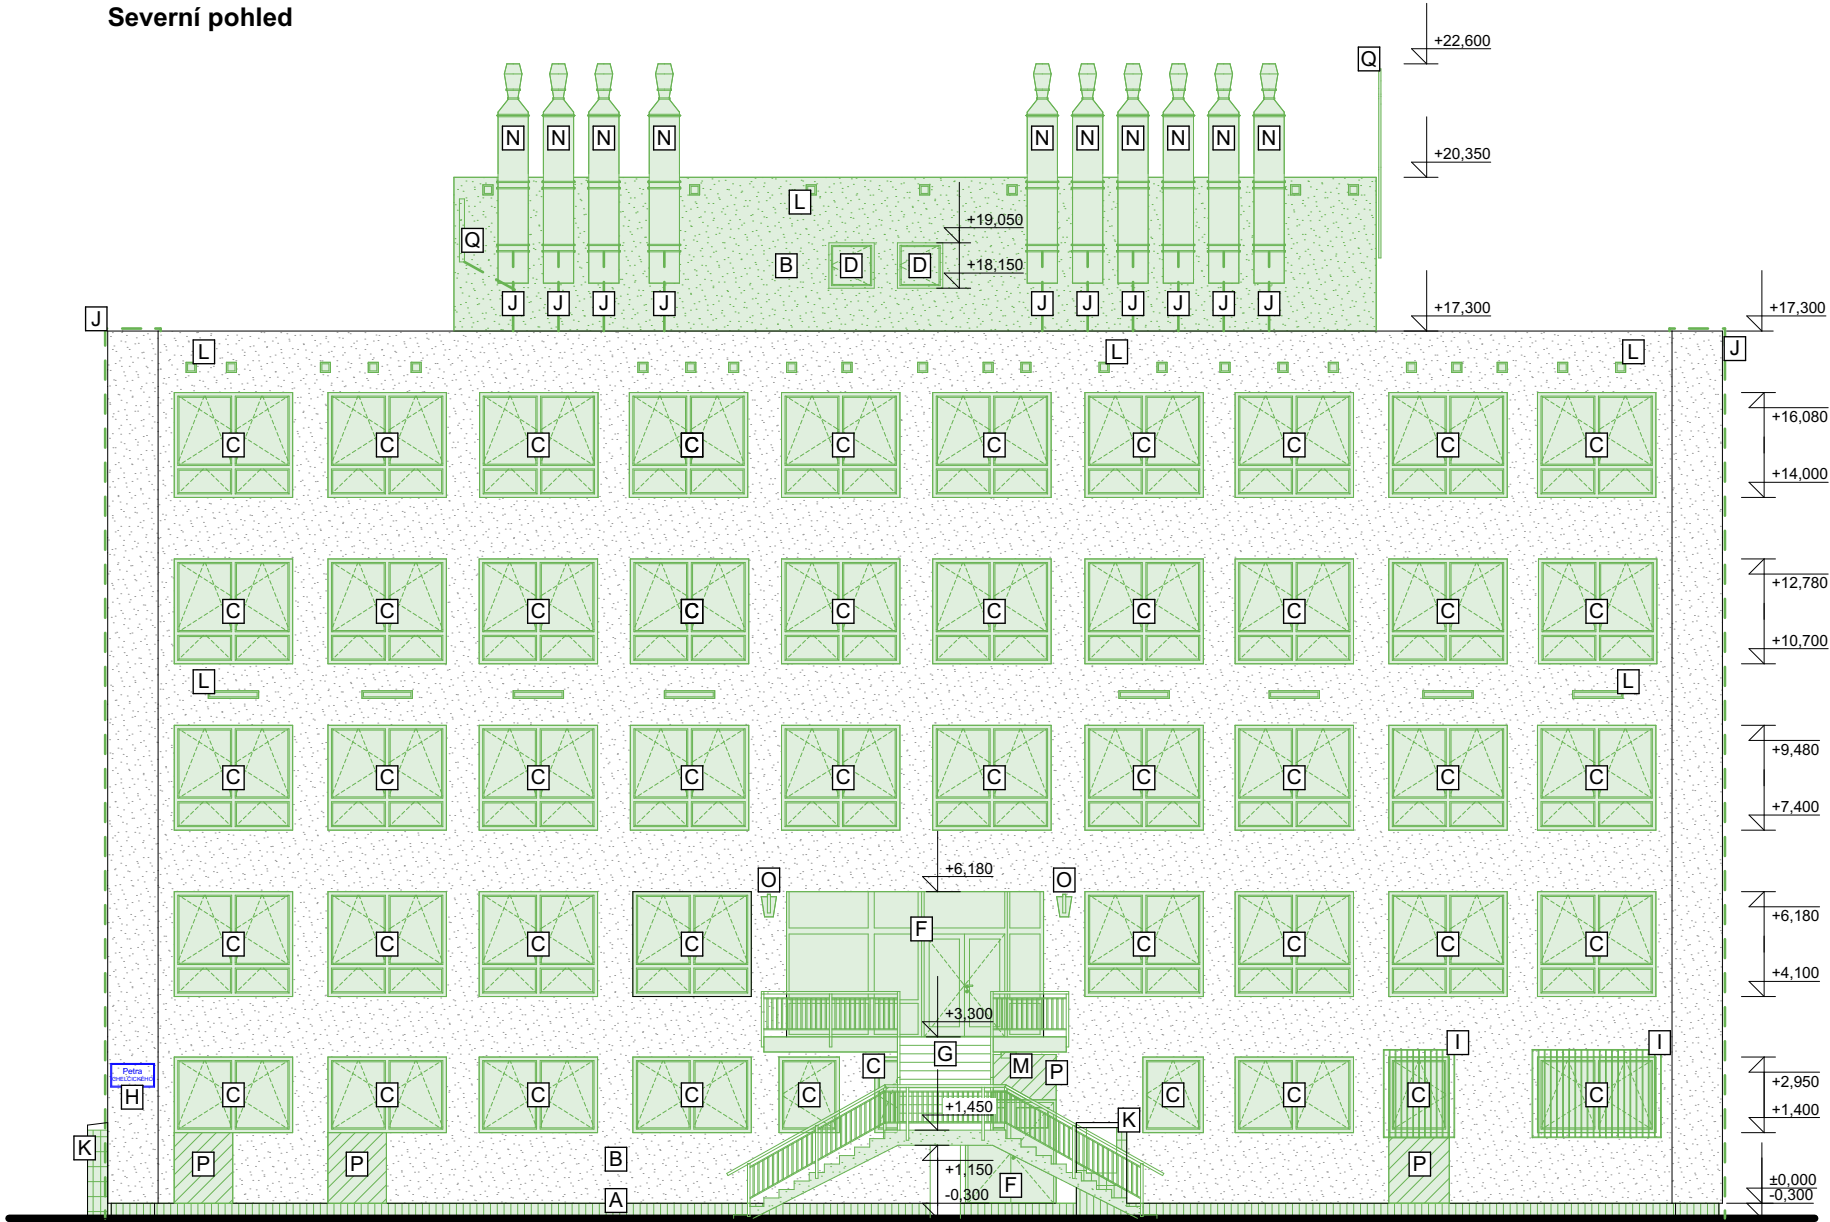 Severní pohled
+22,600
Q
N N N N N N N N N N
+20,350
L
+19,050
Q
B D D +18,150
J J J J J J J J J J
+17,300 +17,300
J
L L L J
+16,080
C C C C C C C C C C
+14,000
+12,780
C C C C C C C C C C
+10,700
L L
+9,480
C C C C C C C C C C
+7,400
+6,180
O O
+6,180
F
C C C C C C C C
+4,100
+3,300
I I
G
C M P
Petra
CHELČICKÉHO
+2,950
H C C C C C C C C C
+1,450
+1,400
K
K
B
P P P
+1,150
F
±0,000
A -0,300 -0,300